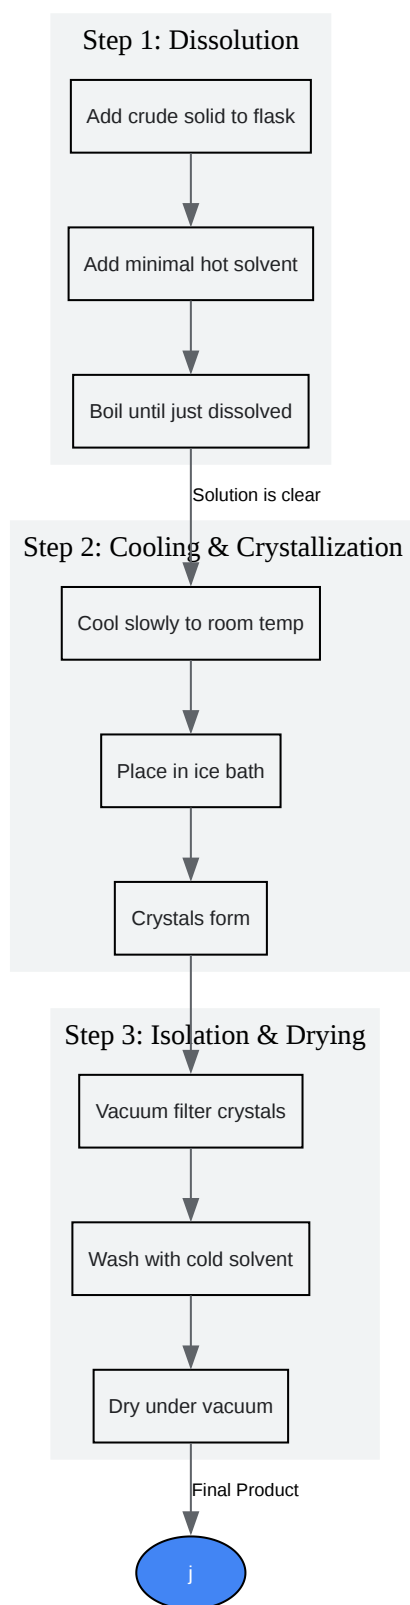 Step 1: Dissolution
Add crude solid to flask
Add minimal hot solvent
Boil until just dissolved
Solution is clear
Step 2: Cooling & Crystallization
Cool slowly to room temp
Place in ice bath
Crystals form
Step 3: Isolation & Drying
Vacuum filter crystals
Wash with cold solvent
Dry under vacuum
Final Product
j